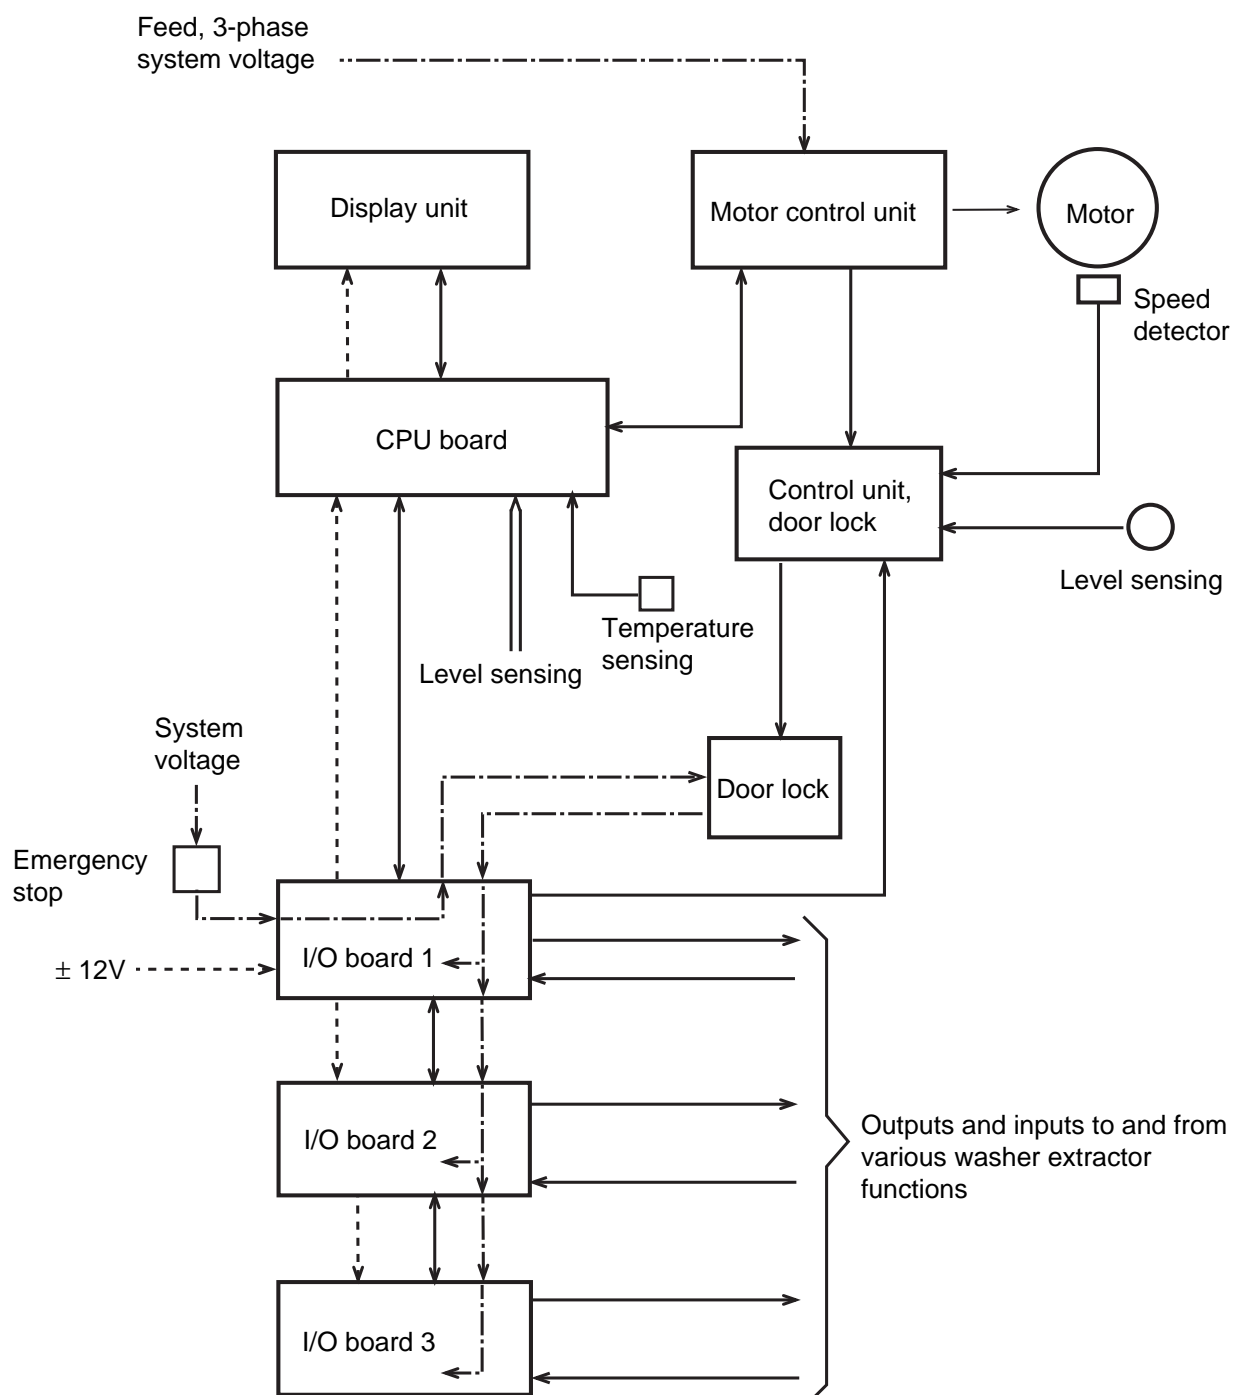 Feed, 3-phase
system voltage
Display unit
Motor control unit
Motor
Speed
detector
CPU board
Control unit,
door lock
Level sensing
Temperature
sensing
Level sensing
System
voltage
Door lock
Emergency
stop
I/O board 1
± 12V
I/O board 2
Outputs and inputs to and from
various washer extractor
functions
I/O board 3